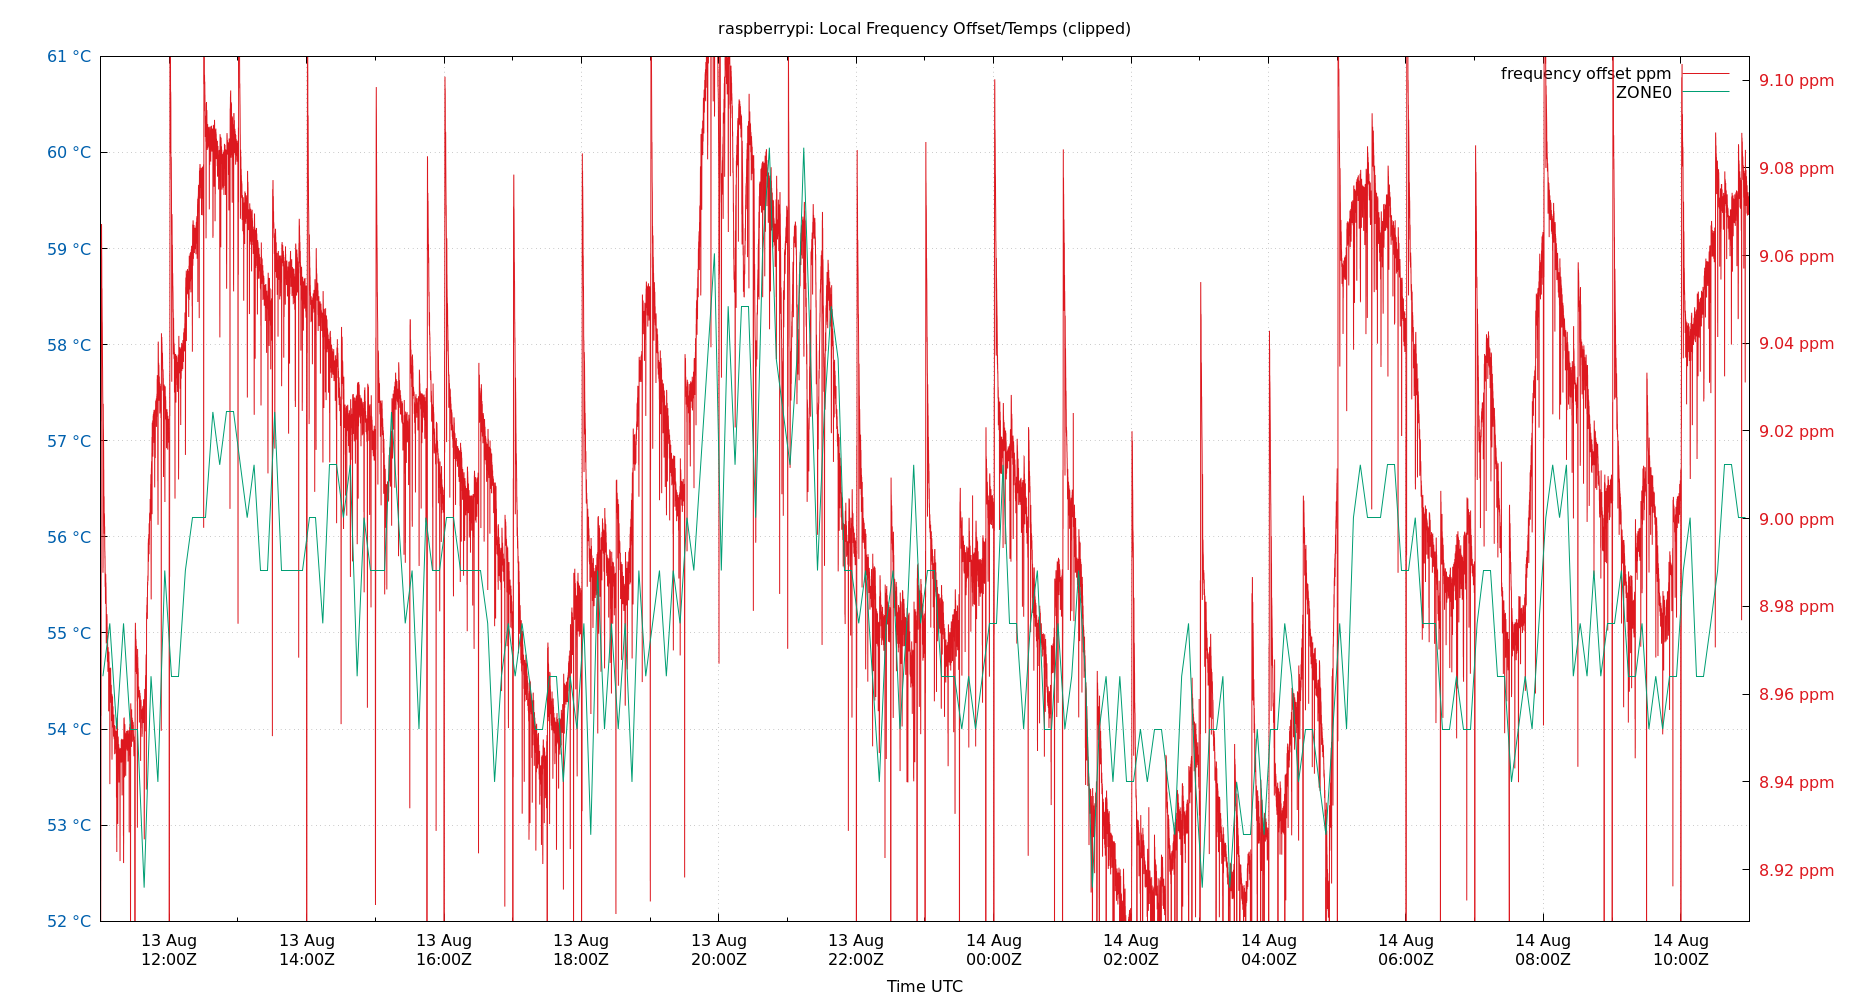 raspberrypi: Local Frequency Offset/Temps (clipped)
61 °C
60 °C
59 °C
58 °C
57 °C
56 °C
55 °C
54 °C
53 °C
52 °C
frequency offset ppm
ZONE0
9.10 ppm
9.08 ppm
9.06 ppm
9.04 ppm
9.02 ppm
9.00 ppm
8.98 ppm
8.96 ppm
8.94 ppm
8.92 ppm
13 Aug 13 Aug 13 Aug 13 Aug 13 Aug 13 Aug 14 Aug 14 Aug 14 Aug 14 Aug 14 Aug 14 Aug
12:00Z 14:00Z 16:00Z 18:00Z 20:00Z 22:00Z 00:00Z 02:00Z 04:00Z 06:00Z 08:00Z 10:00Z
Time UTC